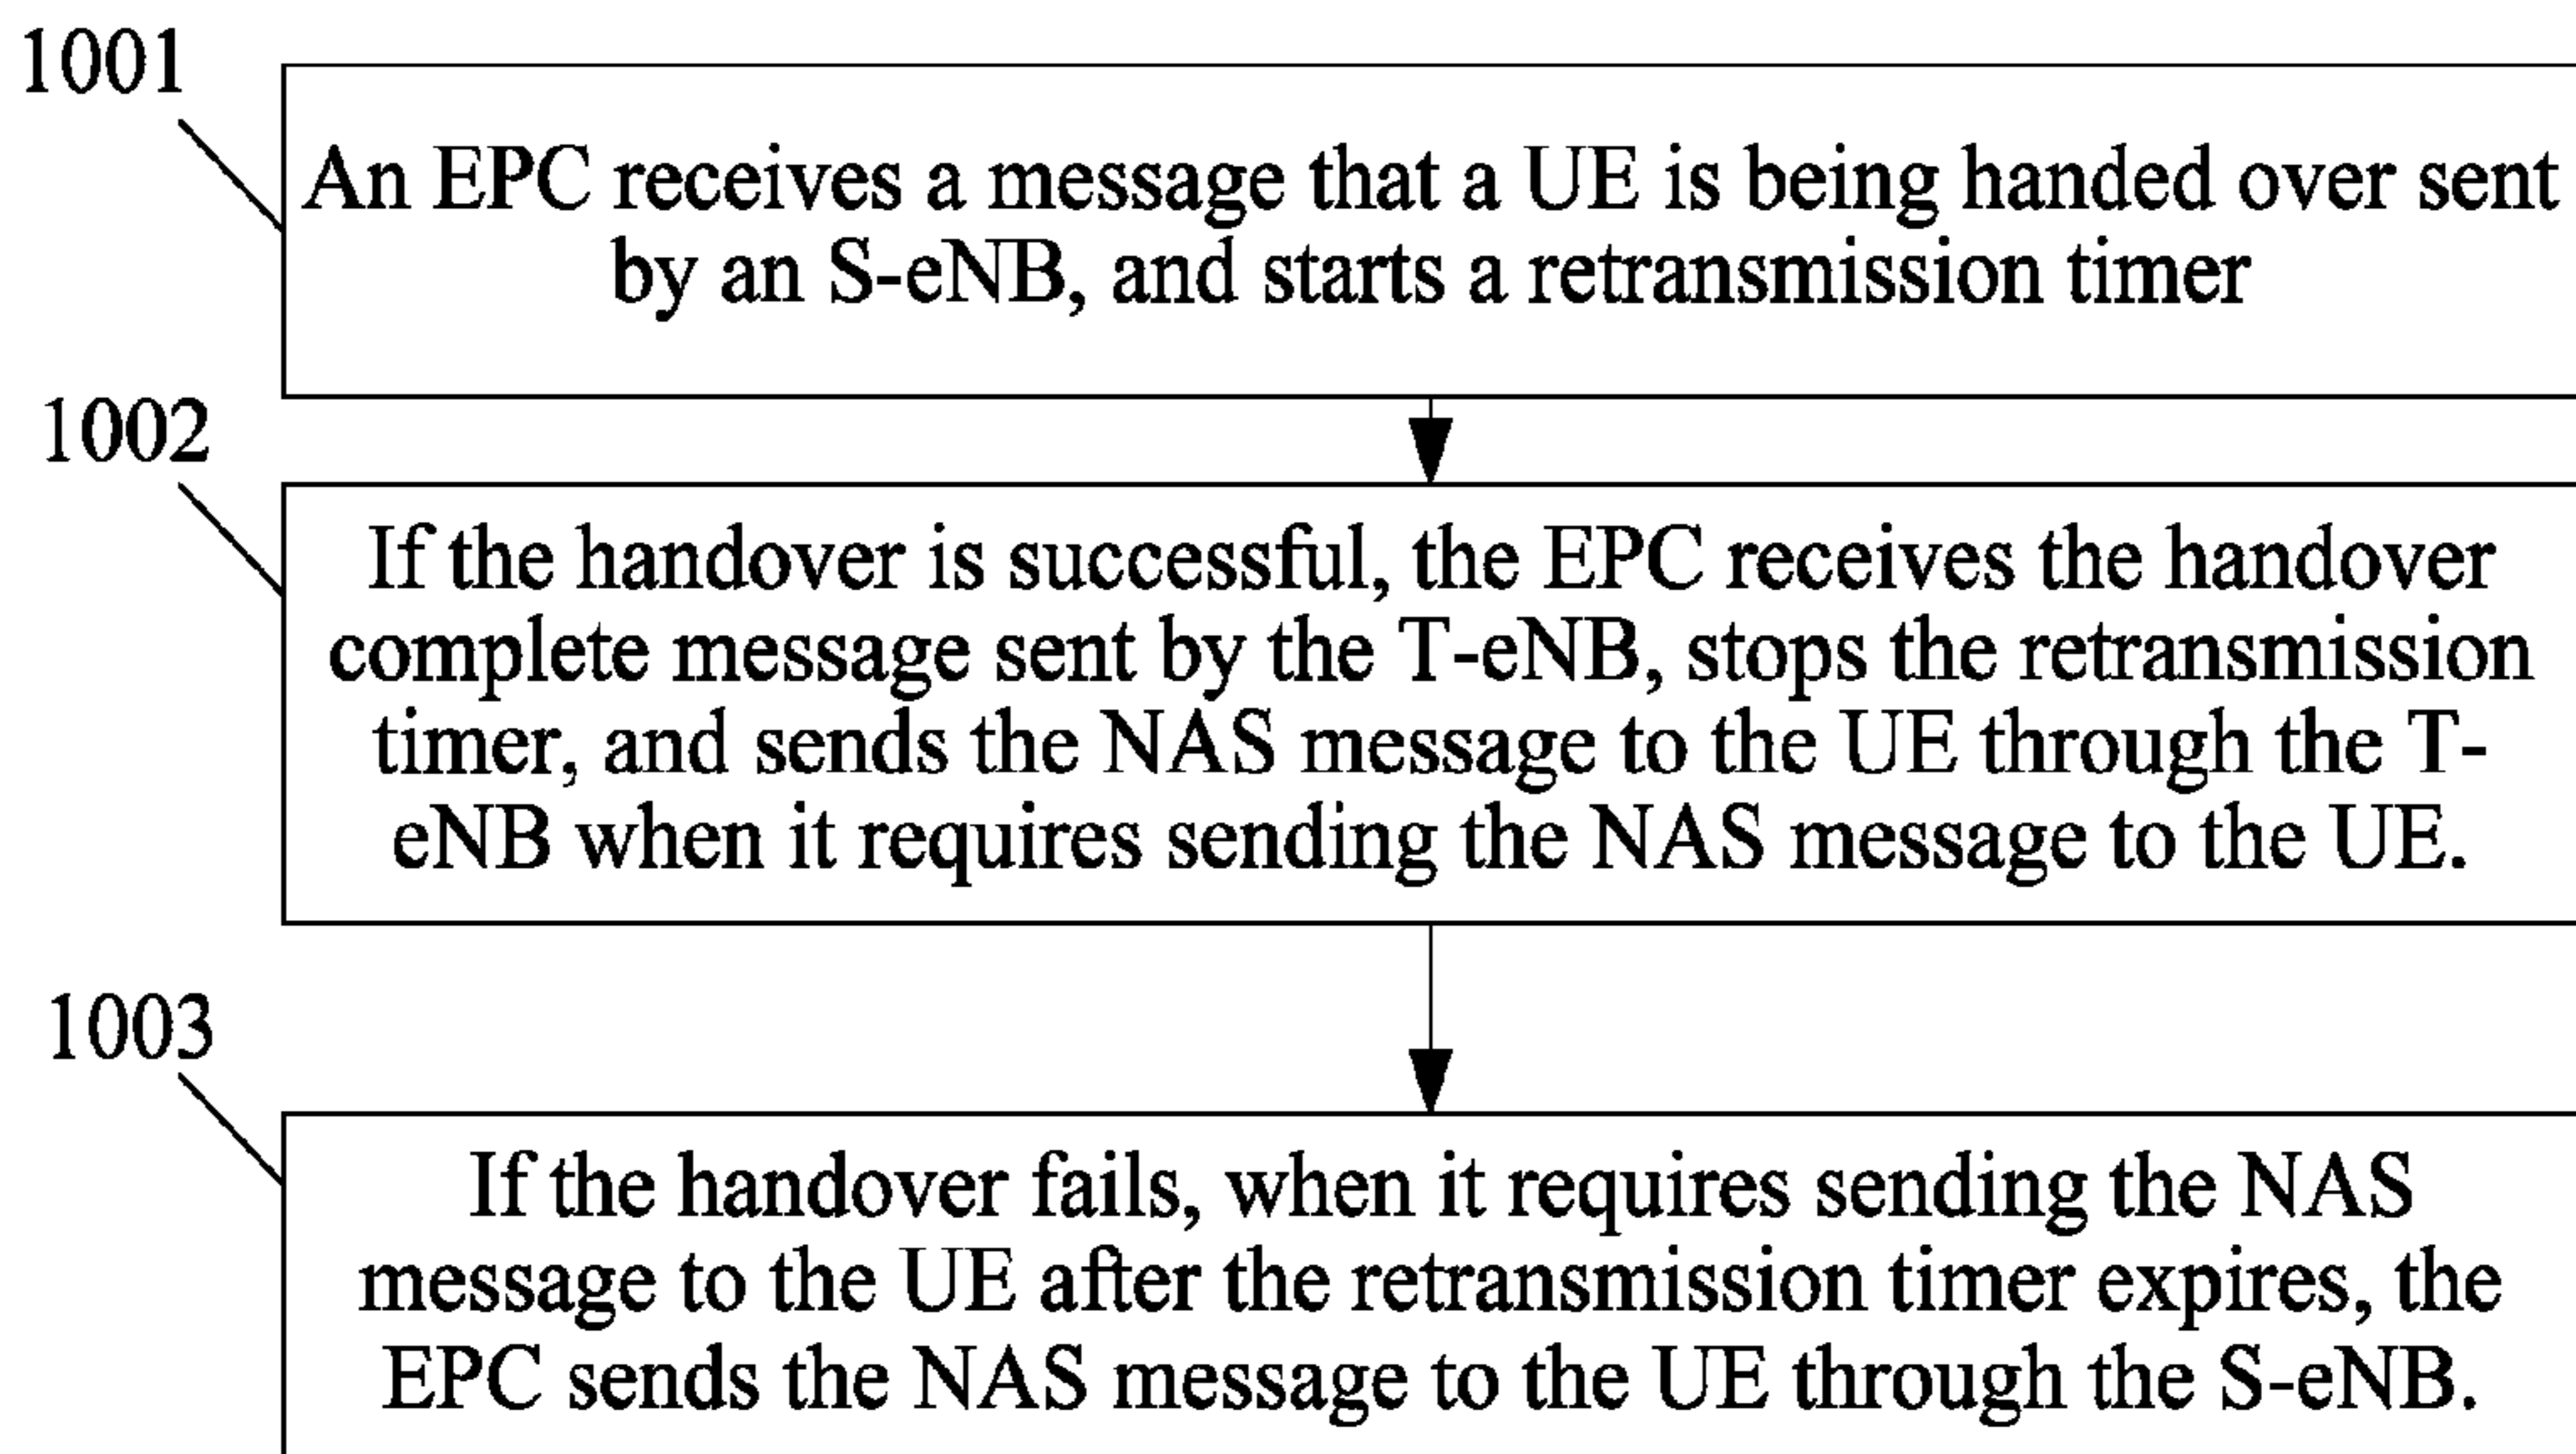 1001
An EPC receives a message that a UE is being handed over sent
by an S-eNB, and starts a retransmission timer
1002
If the handover is successful, the EPC receives the handover
complete message sent by the T-eNB, stops the retransmission
timer, and sends the NAS message to the UE through the T-
eNB when it requires sending the NAS message to the UE.
1003
If the handover fails, when it requires sending the NAS
message to the UE after the retransmission timer expires, the
EPC sends the NAS message to the UE through the S-eNB.